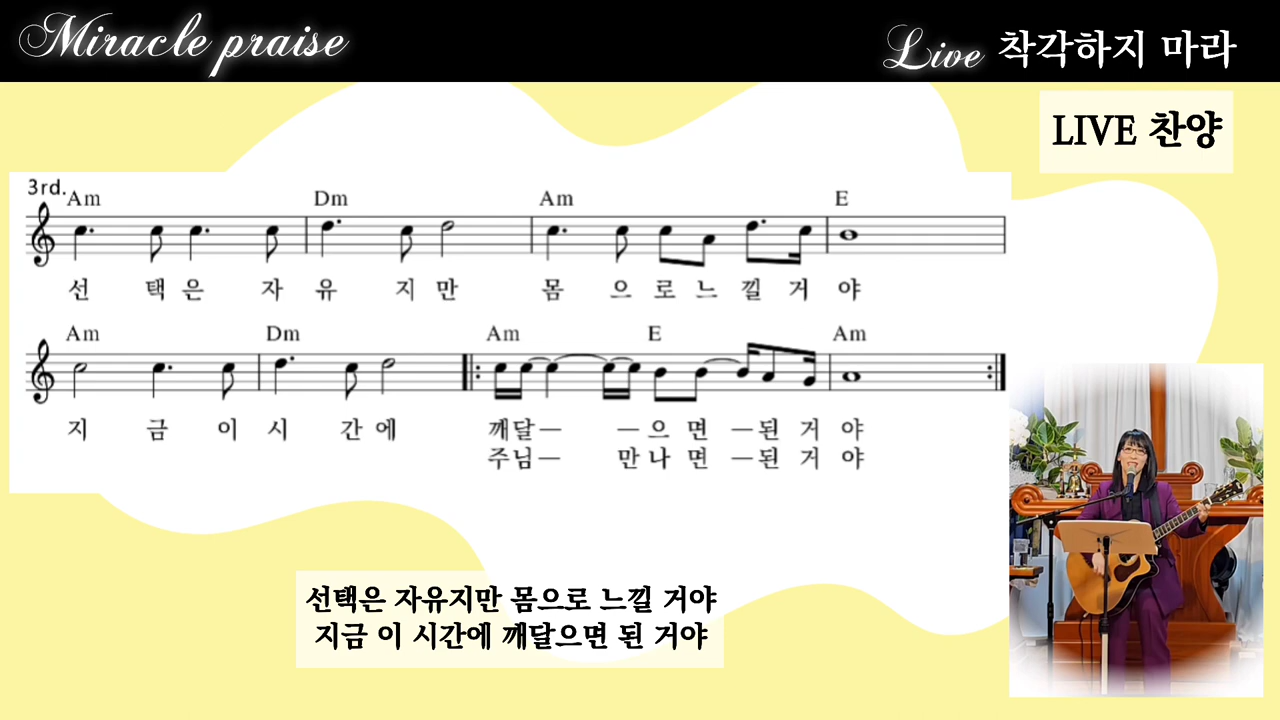 Miracle praise
Live 착각하지 마라
LIVE 찬양
3rd.
Am Dm Am E
선 택 은 자 유 지 만 몸 으 로 느 낄 거 야
Am Dm Am E Am
지 금 이 시 간 에 깨달— —으 면 —된 거 야
주님— 만 나 면 —된 거 야
선택은 자유지만 몸으로 느낄 거야
지금 이 시간에 깨달으면 된 거야